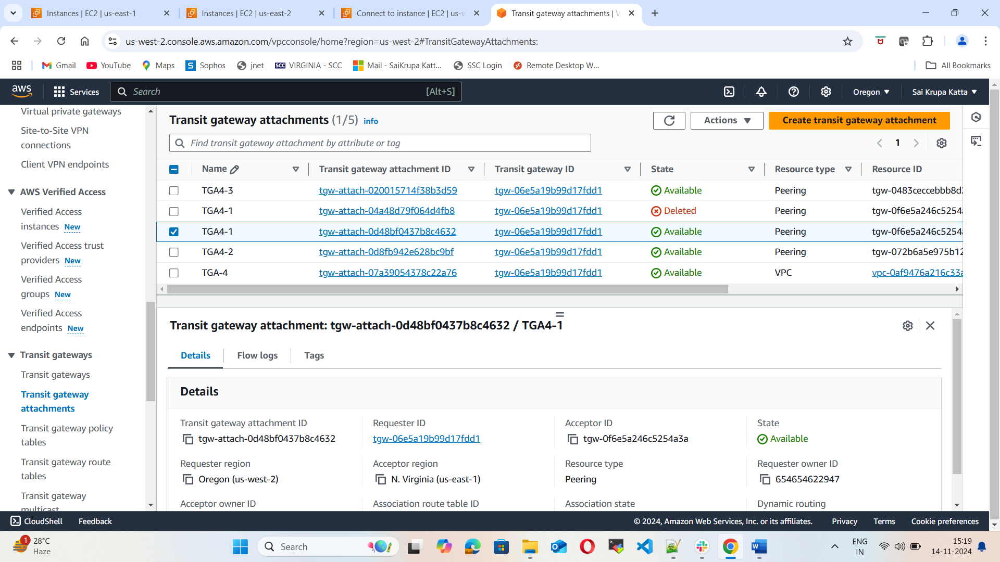 Instances | EC2 | us-east-1
Instances | EC2 | us-east-2
Connect to instance | EC2 | us-w
Transit gateway attachments | V
us-west-2.console.aws.amazon.com/vpcconsole/home?region=us-west-2#TransitGatewayAttachments:
Gmail YouTube Maps Sophos jnet VIRGINIA - SCC Mail - SaiKrupa Katt... SSC Login Remote Desktop W... All Bookmarks
aws Services Search [Alt+S] Oregon Sai Krupa Katta
Virtual private gateways
Site-to-Site VPN
connections
Client VPN endpoints
AWS Verified Access
Verified Access
instances New
Verified Access trust
providers New
Verified Access
groups New
Verified Access
endpoints New
Transit gateways
Transit gateways
Transit gateway
attachments
Transit gateway policy
tables
Transit gateway route
tables
Transit gateway
multicast
Transit gateway attachments (1/5) info
Actions
Create transit gateway attachment
Find transit gateway attachment by attribute or tag
1
Name Transit gateway attachment ID Transit gateway ID State Resource type Resource ID
TGA4-3 tgw-attach-020015714f38b3d59 tgw-06e5a19b99d17fdd1 Available Peering tgw-0483ceccebbb8d
TGA4-1 tgw-attach-04a48d79f064d4fb8 tgw-06e5a19b99d17fdd1 Deleted Peering tgw-0f6e5a246c5254a
TGA4-1 tgw-attach-0d48bf0437b8c4632 tgw-06e5a19b99d17fdd1 Available Peering tgw-0f6e5a246c5254a
TGA4-2 tgw-attach-0d8fb942e628bc9bf tgw-06e5a19b99d17fdd1 Available Peering tgw-072b6a5e975b12
TGA-4 tgw-attach-07a39054378c22a76 tgw-06e5a19b99d17fdd1 Available VPC vpc-0af9476a216c33a
Transit gateway attachment: tgw-attach-0d48bf0437b8c4632 / TGA4-1
Details Flow logs Tags
Details
Transit gateway attachment ID Requester ID Acceptor ID State
tgw-attach-0d48bf0437b8c4632 tgw-06e5a19b99d17fdd1 tgw-0f6e5a246c5254a3a Available
Requester region Acceptor region Resource type Requester owner ID
Oregon (us-west-2) N. Virginia (us-east-1) Peering 654654622947
Acceptor owner ID Association route table ID Association state Dynamic routing
CloudShell Feedback © 2024, Amazon Web Services, Inc. or its affiliates. Privacy Terms Cookie preferences
1
28°C
Haze
Search
ENG
IN
15:19
14-11-2024